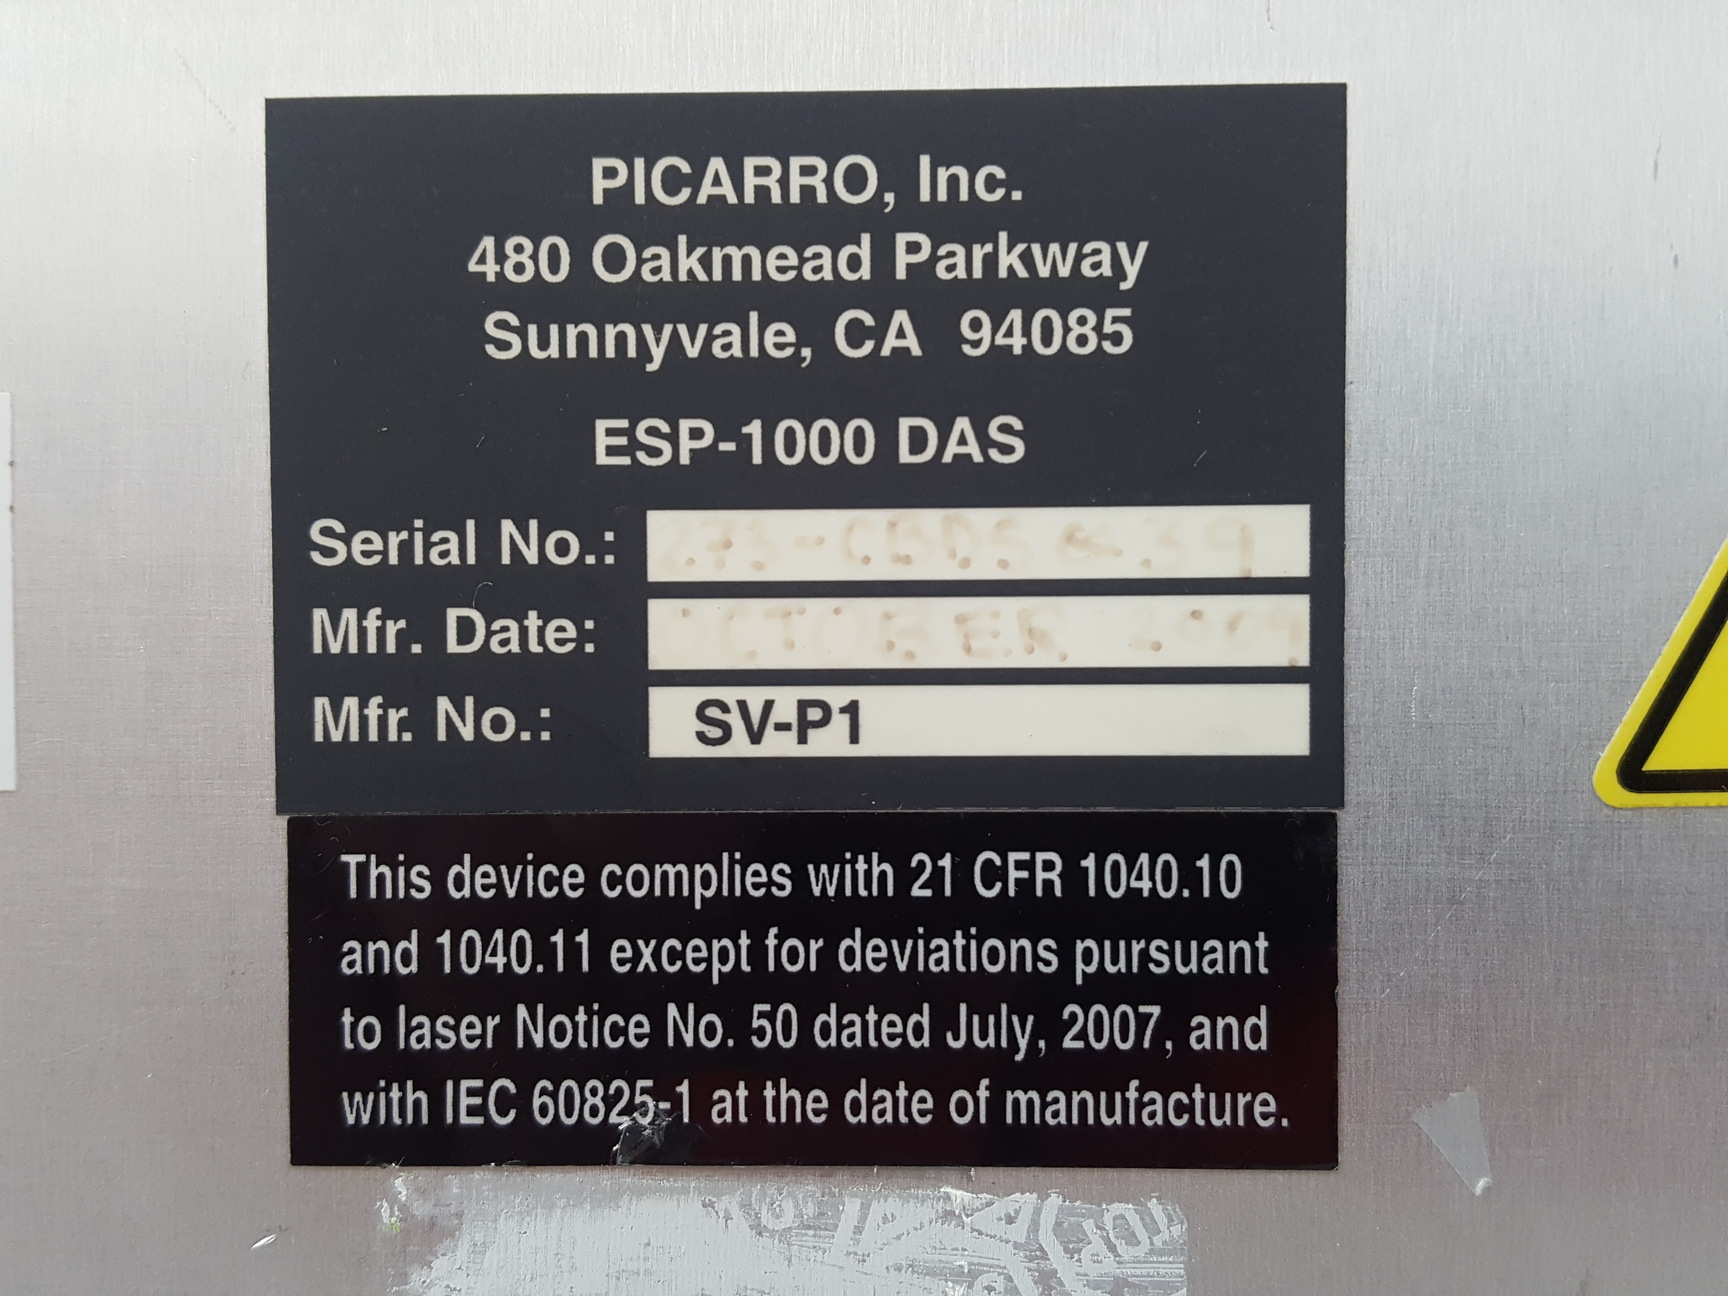 PICARRO, Inc.
480 Oakmead Parkway
Sunnyvale, CA 94085
ESP-1000 DAS
Serial No.:
Mfr. Date: OCTOBER 2009
Mfr. No.: SV-P1
This device complies with 21 CFR 1040.10
and 1040.11 except for deviations pursuant
to laser Notice No. 50 dated July, 2007, and
with IEC 60825-1 at the date of manufacture.